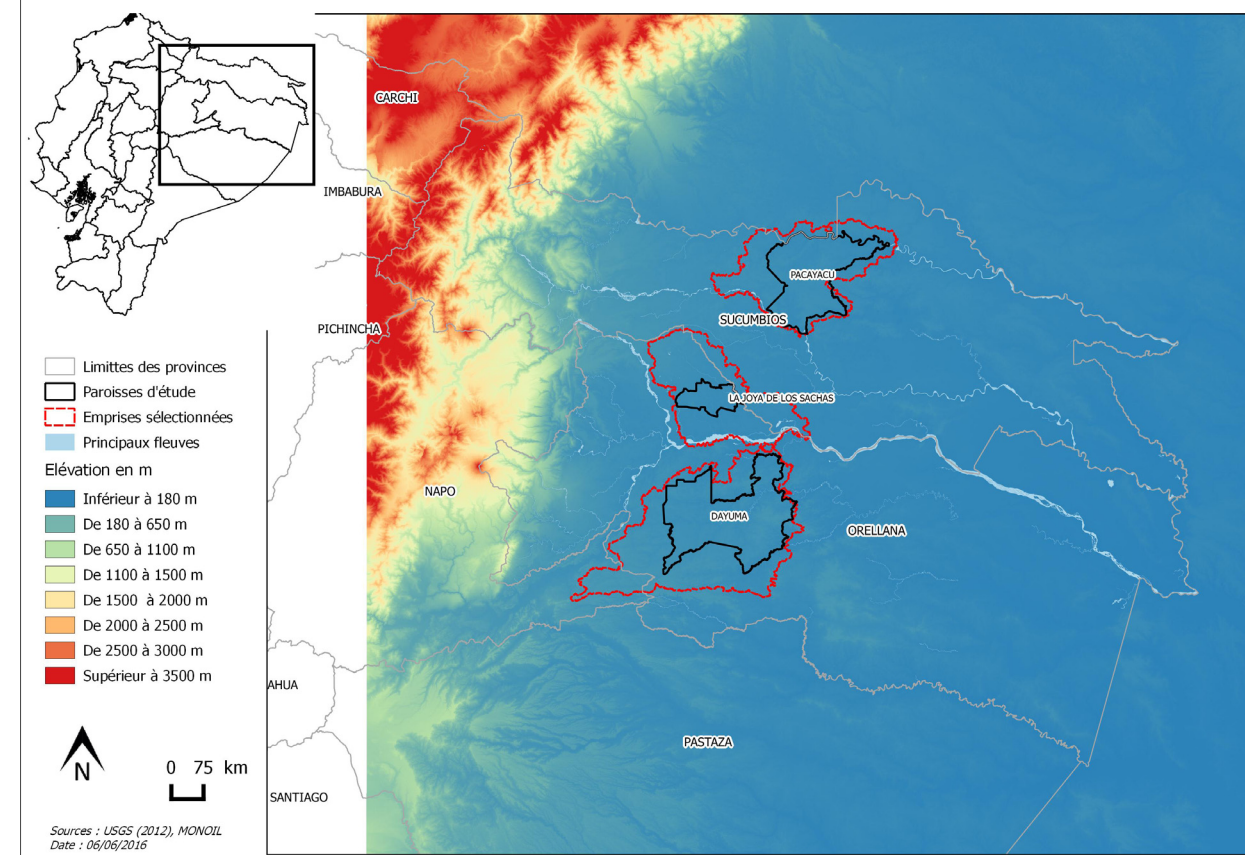 CARCHI
IMBABURA
PACAYACU
SUCUMBIOS
PICHINCHA
LA JOYA DE LOS SACHAS
NAPO
DAYUMA
ORELLANA
AHUA
PASTAZA
SANTIAGO
Limittes des provinces
Paroisses d'étude
Emprises sélectionnées
Principaux fleuves
Elévation en m
Inférieur à 180 m
De 180 à 650 m
De 650 à 1100 m
De 1100 à 1500 m
De 1500 à 2000 m
De 2000 à 2500 m
De 2500 à 3000 m
Supérieur à 3500 m
N
0 75 km
Sources : USGS (2012), MONOIL
Date : 06/06/2016